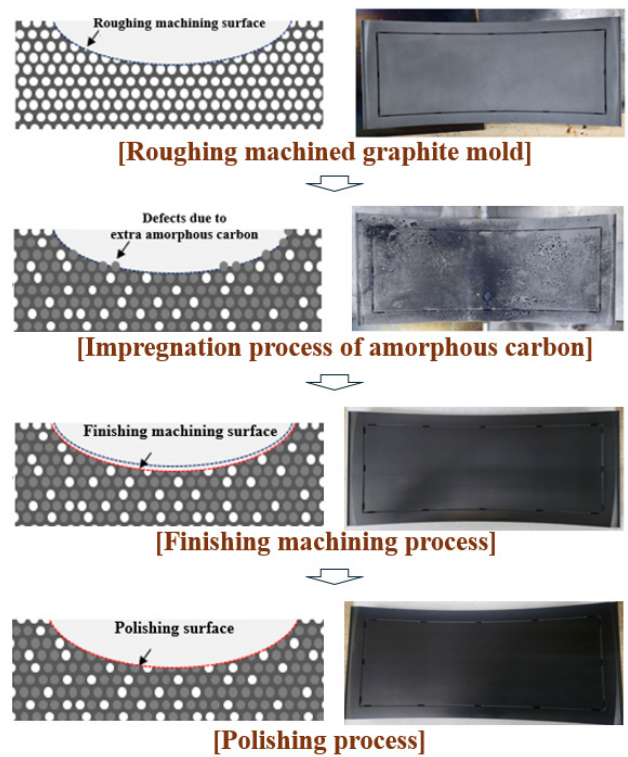 Roughing machining surface
[Roughing machined graphite mold]
Defects due to
extra amorphous carbon
[Impregnation process of amorphous carbon]
Finishing machining surface
[Finishing machining process]
Polishing surface
[Polishing process]